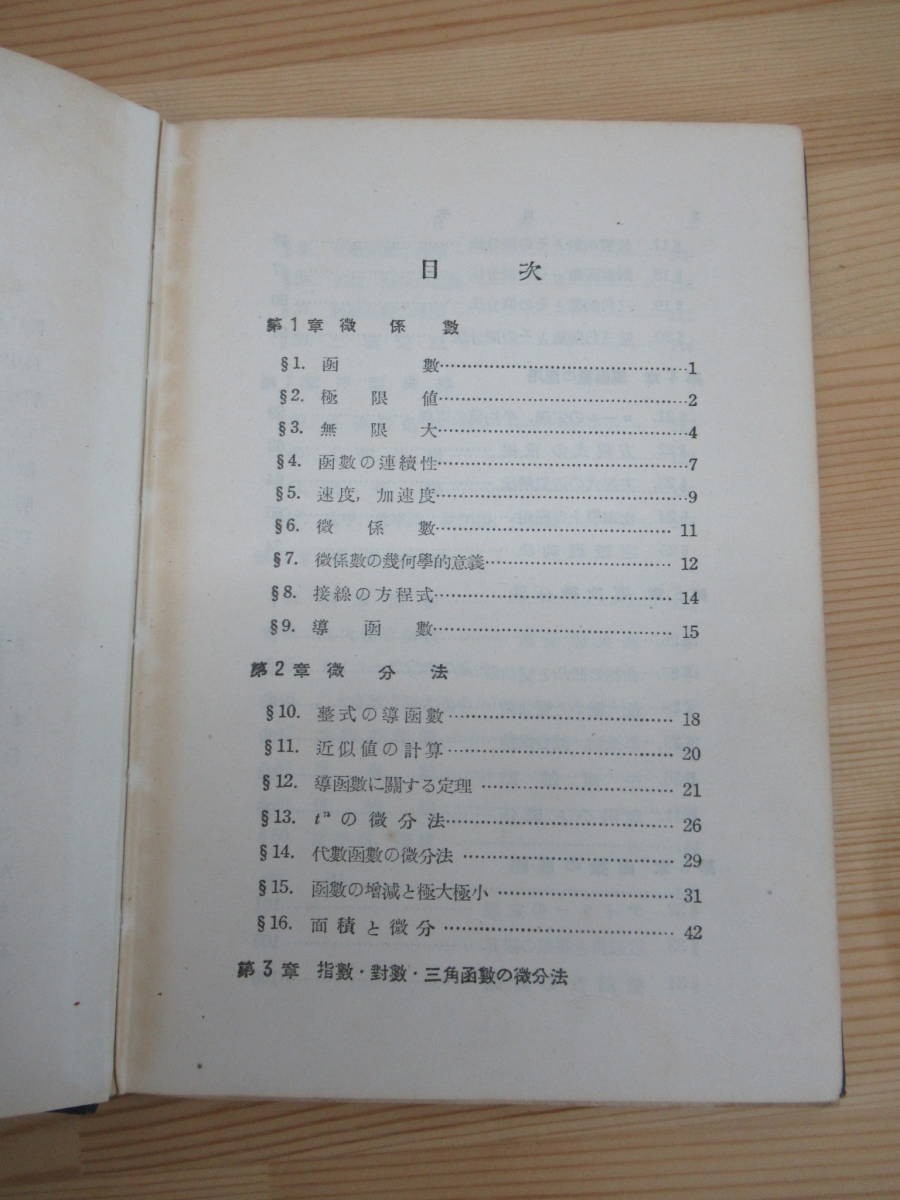 目次
第1章 微係數
§1. 函數 1
§2. 極限値 2
§3. 無限大 4
§4. 函數の連續性 7
§5. 速度，加速度 9
§6. 微係數 11
§7. 微係數の幾何學的意義 12
§8. 接線の方程式 14
§9. 導函數 15
第2章 微分法
§10. 整式の導函數 18
§11. 近似値の計算 20
§12. 導函數に關する定理 21
§13. tⁿの微分法 26
§14. 代數函數の微分法 29
§15. 函數の增減と極大極小 31
§16. 面積と微分 42
第3章 指數・對數・三角函數の微分法